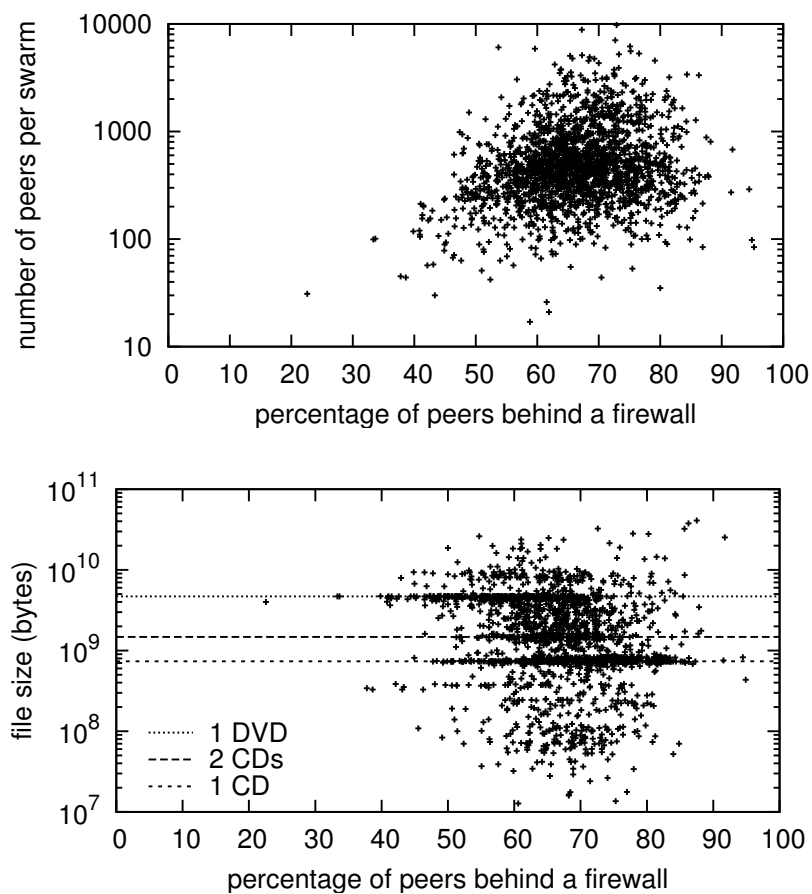 10000
1000
100
10
number of peers per swarm
0 10 20 30 40 50 60 70 80 90 100
percentage of peers behind a firewall
10^11
10^10
10^9
10^8
10^7
file size (bytes)
1 DVD
2 CDs
1 CD
0 10 20 30 40 50 60 70 80 90 100
percentage of peers behind a firewall